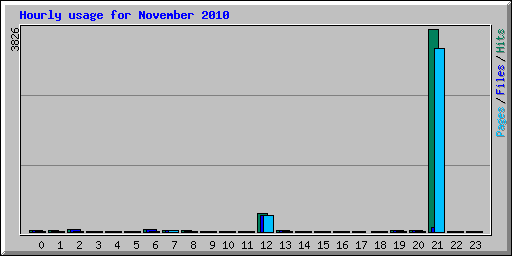 Hourly usage for November 2010
3826
Pages/Files/Hits
0 1 2 3 4 5 6 7 8 9 10 11 12 13 14 15 16 17 18 19 20 21 22 23